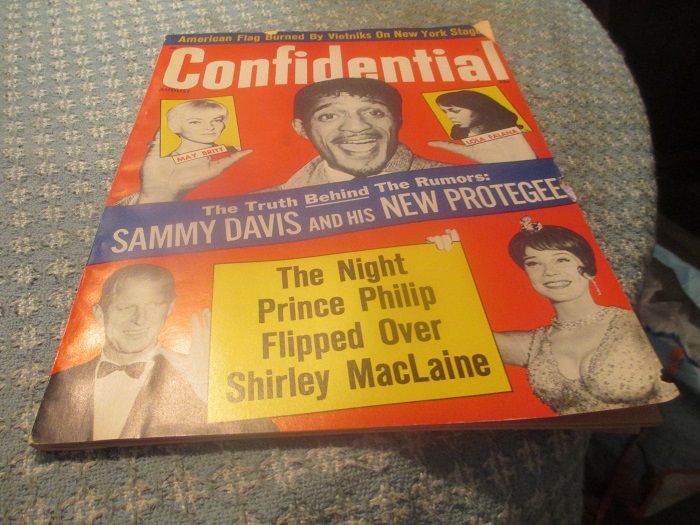 American Flag Burned By Vietniks On New York Stage
Confidential
AUGUST
MAY BRITT
LOLA FALANA
The Truth Behind The Rumors:
SAMMY DAVIS AND HIS NEW PROTEGEE
The Night
Prince Philip
Flipped Over
Shirley MacLaine